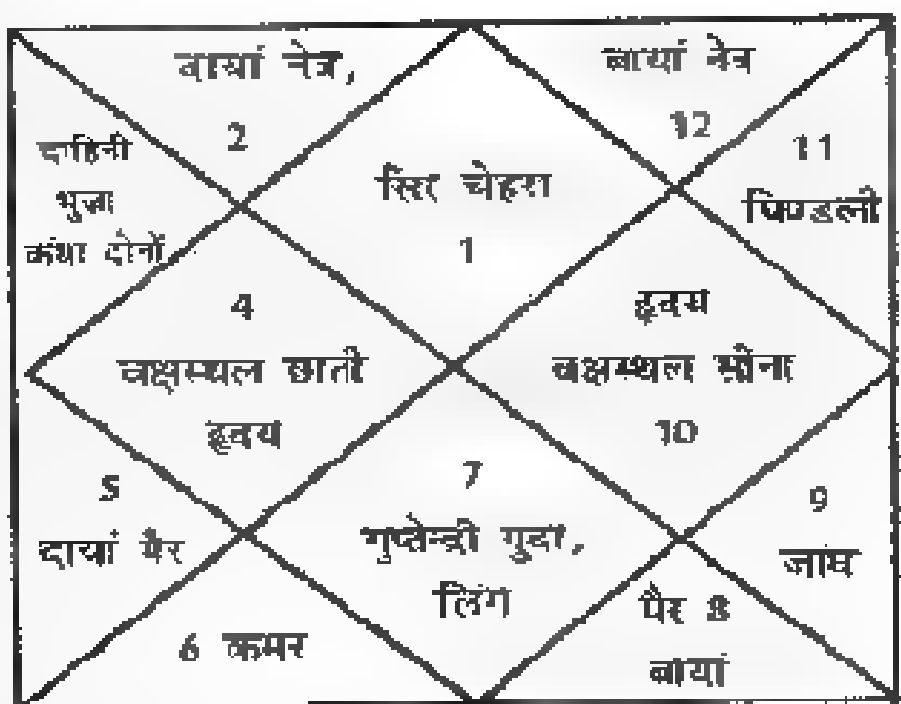 दायां नेत्र,
2
बायां नेत्र
12
दाहिनी
भुजा
कंधा दोनों
11
पिण्डली
सिर चेहरा
1
4
वक्षस्थल छाती
हृदय
हृदय
वक्षस्थल सीना
10
5
दायां पैर
7
गुप्तेन्द्री गुदा,
लिंग
9
जांघ
6 कमर
पैर 8
बायां